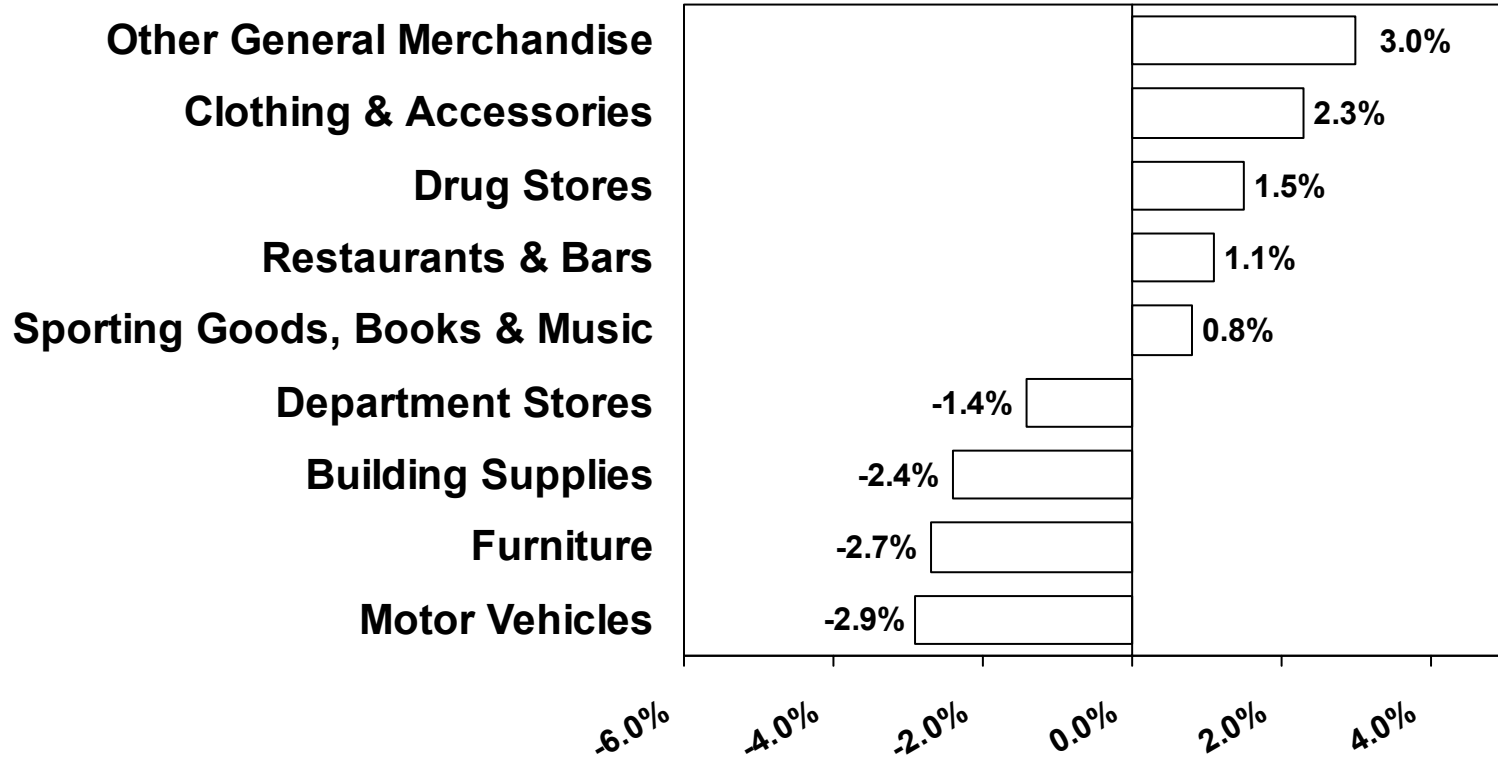 Other General Merchandise
3.0%
Clothing & Accessories
2.3%
Drug Stores
1.5%
Restaurants & Bars
1.1%
Sporting Goods, Books & Music
0.8%
Department Stores
-1.4%
Building Supplies
-2.4%
Furniture
-2.7%
Motor Vehicles
-2.9%
-6.0%
-4.0%
-2.0%
0.0%
2.0%
4.0%